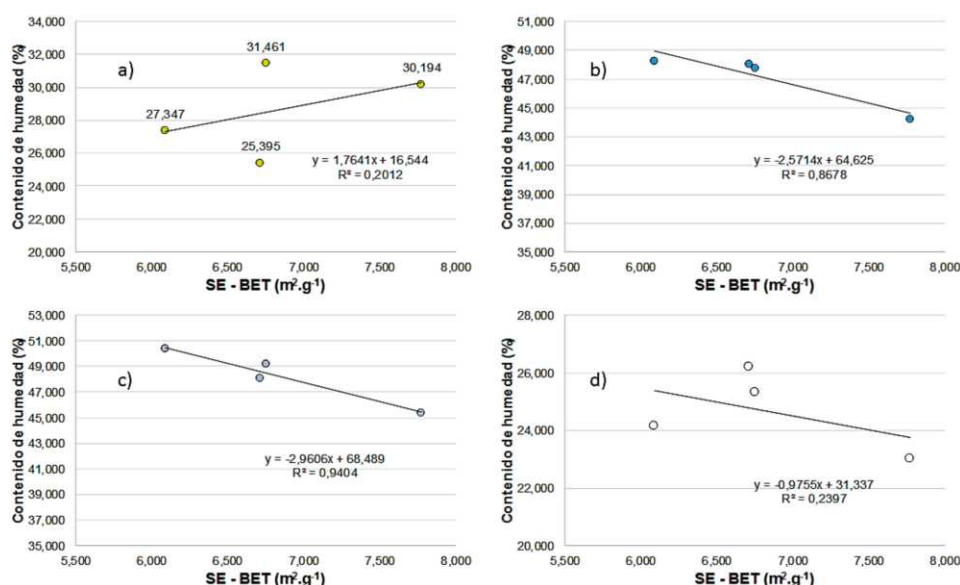 Contenido de humedad (%)
34,000
32,000
30,000
28,000
26,000
24,000
22,000
20,000
a)
31,461
30,194
27,347
25,395
y = 1,7641x + 16,544
R² = 0,2012
5,500 6,000 6,500 7,000 7,500 8,000
SE - BET (m².g⁻¹)
Contenido de humedad (%)
51,000
49,000
47,000
45,000
43,000
41,000
39,000
37,000
35,000
b)
y = -2,5714x + 64,625
R² = 0,8678
5,500 6,000 6,500 7,000 7,500 8,000
SE - BET (m².g⁻¹)
Contenido de humedad (%)
53,000
51,000
49,000
47,000
45,000
43,000
41,000
39,000
37,000
35,000
c)
y = -2,9606x + 68,489
R² = 0,9404
5,500 6,000 6,500 7,000 7,500 8,000
SE - BET (m².g⁻¹)
Contenido de humedad (%)
28,000
26,000
24,000
22,000
20,000
d)
y = -0,9755x + 31,337
R² = 0,2397
5,500 6,000 6,500 7,000 7,500 8,000
SE - BET (m².g⁻¹)